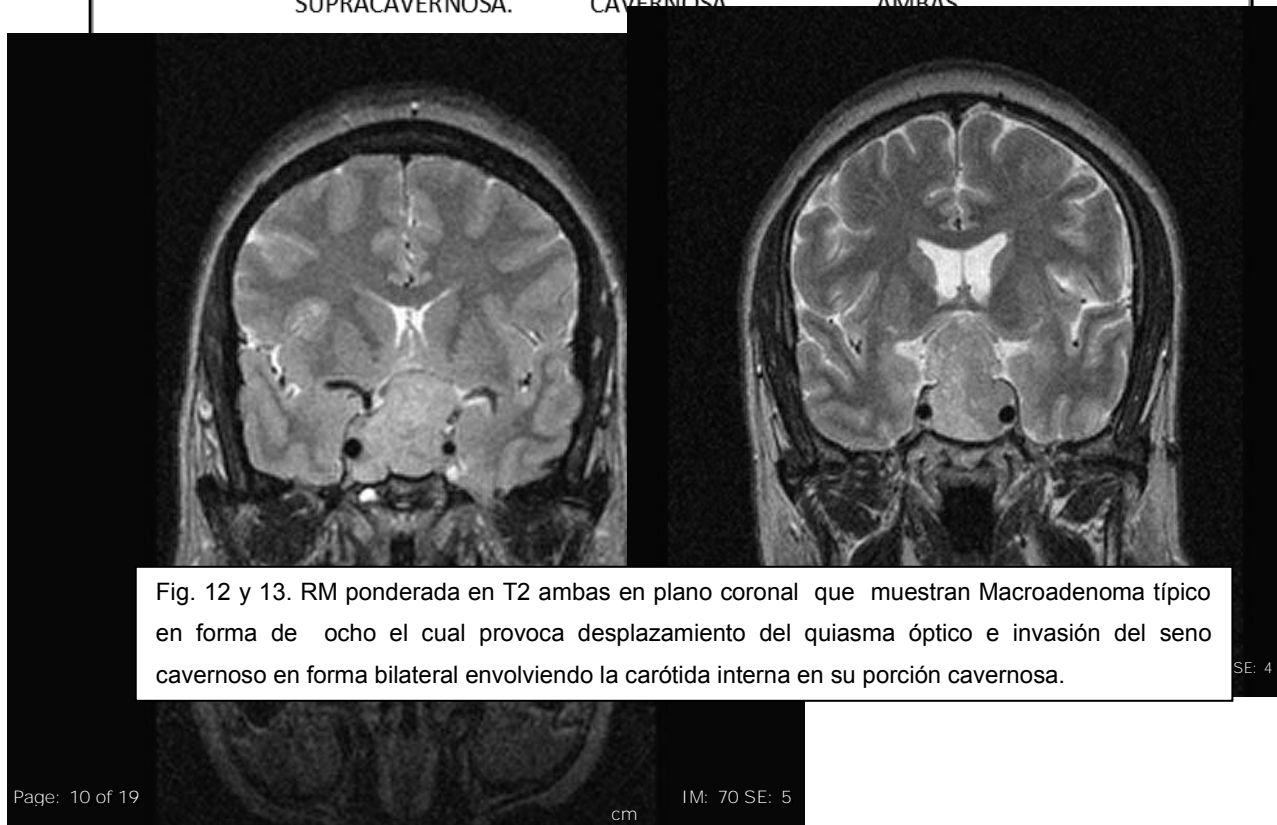 SUPRACAVERNOSA. CAVERNOSA AMBAS
Fig. 12 y 13. RM ponderada en T2 ambas en plano coronal que muestran Macroadenoma típico
en forma de ocho el cual provoca desplazamiento del quiasma óptico e invasión del seno
cavernoso en forma bilateral envolviendo la carótida interna en su porción cavernosa.
SE: 4
Page: 10 of 19
cm
IM: 70 SE: 5